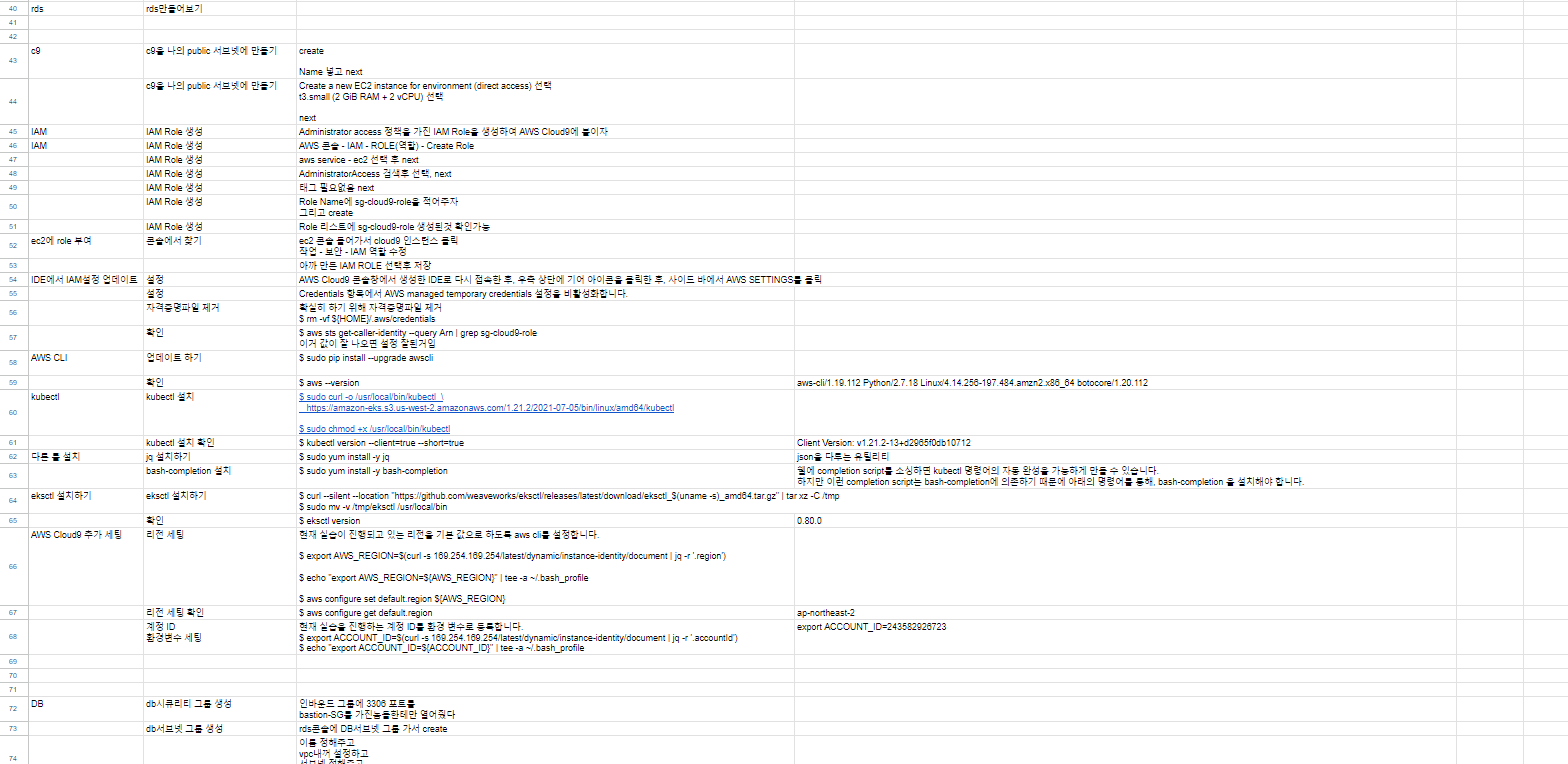 40 rds rds만들어보기
41
42
43 c9 c9을 나의 public 서브넷에 만들기 create
Name 넣고 next
44 c9을 나의 public 서브넷에 만들기 Create a new EC2 instance for environment (direct access) 선택
t3.small (2 GiB RAM + 2 vCPU) 선택
next
45 IAM IAM Role 생성 Administrator access 정책을 가진 IAM Role을 생성하여 AWS Cloud9에 붙이자
46 IAM IAM Role 생성 AWS 콘솔 - IAM - ROLE(역할) - Create Role
47 IAM Role 생성 aws service - ec2 선택 후 next
48 IAM Role 생성 AdministratorAccess 검색후 선택, next
49 IAM Role 생성 태그 필요없음 next
50 IAM Role 생성 Role Name에 sg-cloud9-role을 적어주자
그리고 create
51 IAM Role 생성 Role 리스트에 sg-cloud9-role 생성된것 확인가능
52 ec2에 role 부여 콘솔에서 찾기 ec2 콘솔 들어가서 cloud9 인스턴스 클릭
작업 - 보안 - IAM 역할 수정
53 아까 만든 IAM ROLE 선택후 저장
54 IDE에서 IAM설정 업데이트 설정 AWS Cloud9 콘솔창에서 생성한 IDE로 다시 접속한 후, 우측 상단에 기어 아이콘을 클릭한 후, 사이드 바에서 AWS SETTINGS를 클릭
55 설정 Credentials 항목에서 AWS managed temporary credentials 설정을 비활성화합니다.
56 자격증명파일 제거 확실히 하기 위해 자격증명파일 제거
$ rm -vf ${HOME}/.aws/credentials
57 확인 $ aws sts get-caller-identity --query Arn | grep sg-cloud9-role
이거 값이 잘 나오면 설정 잘된거임
58 AWS CLI 업데이트 하기 $ sudo pip install --upgrade awscli
59 확인 $ aws --version aws-cli/1.19.112 Python/2.7.18 Linux/4.14.256-197.484.amzn2.x86_64 botocore/1.20.112
60 kubectl kubectl 설치 $ sudo curl -o /usr/local/bin/kubectl \
https://amazon-eks.s3.us-west-2.amazonaws.com/1.21.2/2021-07-05/bin/linux/amd64/kubectl
$ sudo chmod +x /usr/local/bin/kubectl
61 kubectl 설치 확인 $ kubectl version --client=true --short=true Client Version: v1.21.2-13+d2965f0db10712
62 다른 툴 설치 jq 설치하기 $ sudo yum install -y jq json을 다루는 유틸리티
63 bash-completion 설치 $ sudo yum install -y bash-completion 쉘에 completion script를 소싱하면 kubectl 명령어의 자동 완성을 가능하게 만들 수 있습니다.
하지만 이런 completion script는 bash-completion에 의존하기 때문에 아래의 명령어를 통해, bash-completion 을 설치해야 합니다.
64 eksctl 설치하기 eksctl 설치하기 $ curl --silent --location "https://github.com/weaveworks/eksctl/releases/latest/download/eksctl_$(uname -s)_amd64.tar.gz" | tar xz -C /tmp
$ sudo mv -v /tmp/eksctl /usr/local/bin
65 확인 $ eksctl version 0.80.0
66 AWS Cloud9 추가 세팅 리전 세팅 현재 실습이 진행되고 있는 리전을 기본 값으로 하도록 aws cli를 설정합니다.
$ export AWS_REGION=$(curl -s 169.254.169.254/latest/dynamic/instance-identity/document | jq -r '.region')
$ echo "export AWS_REGION=${AWS_REGION}" | tee -a ~/.bash_profile
$ aws configure set default.region ${AWS_REGION}
67 리전 세팅 확인 $ aws configure get default.region ap-northeast-2
68 계정 ID 현재 실습을 진행하는 계정 ID를 환경 변수로 등록합니다. export ACCOUNT_ID=243582926723
환경변수 세팅 $ export ACCOUNT_ID=$(curl -s 169.254.169.254/latest/dynamic/instance-identity/document | jq -r '.accountId')
$ echo "export ACCOUNT_ID=${ACCOUNT_ID}" | tee -a ~/.bash_profile
69
70
71
72 DB db시큐리티 그룹 생성 인바운드 그룹에 3306 포트를
bastion-SG를 가진놈들한테만 열어줬다
73 db서브넷 그룹 생성 rds콘솔에 DB서브넷 그룹 가서 create
74 이름 정해주고
vpc내꺼 설정하고
서브넷 정해주고